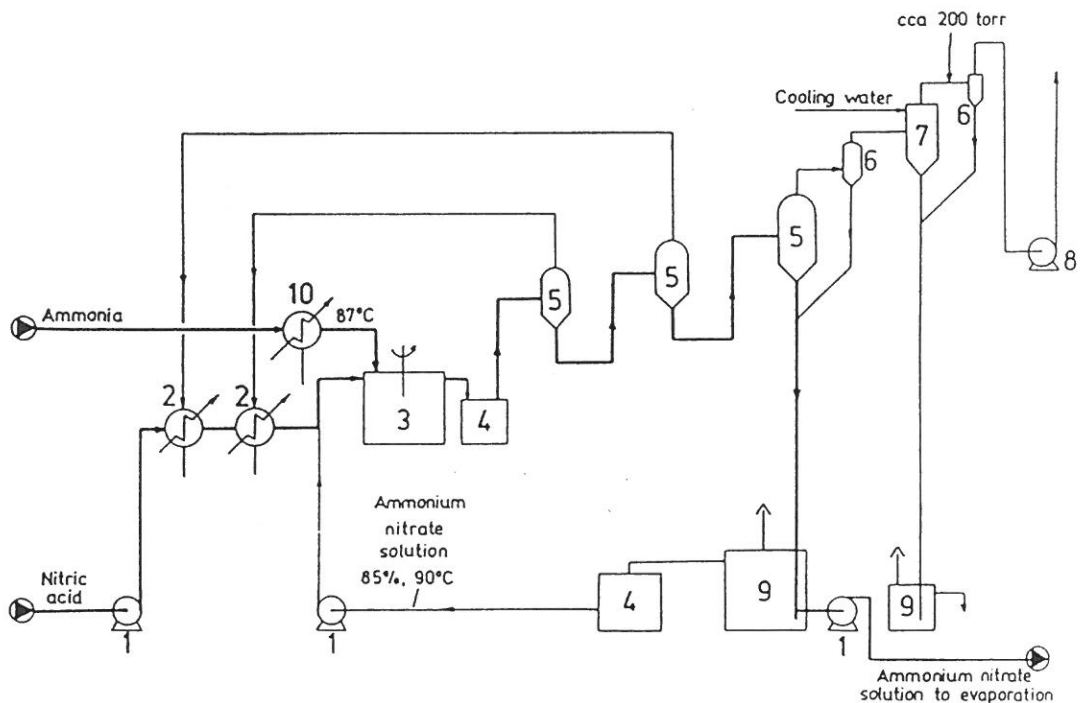 cca 200 torr
Cooling water
6
7
6
5
8
5
5
10
Ammonia
87°C
2
2
3
4
Ammonium
nitrate
solution
85%, 90°C
Nitric
acid
4
9
9
1
1
1
Ammonium nitrate
solution to evaporation